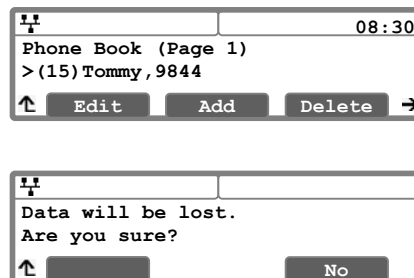 08:30
Phone Book (Page 1)
>(15)Tommy,9844
Edit Add Delete
Data will be lost.
Are you sure?
No